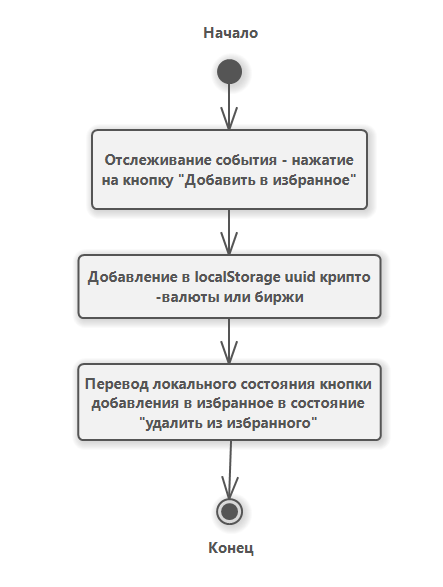 Начало
Отслеживание события - нажатие
на кнопку "Добавить в избранное"
Добавление в localStorage uuid крипто
-валюты или биржи
Перевод локального состояния кнопки
добавления в избранное в состояние
"удалить из избранного"
Конец